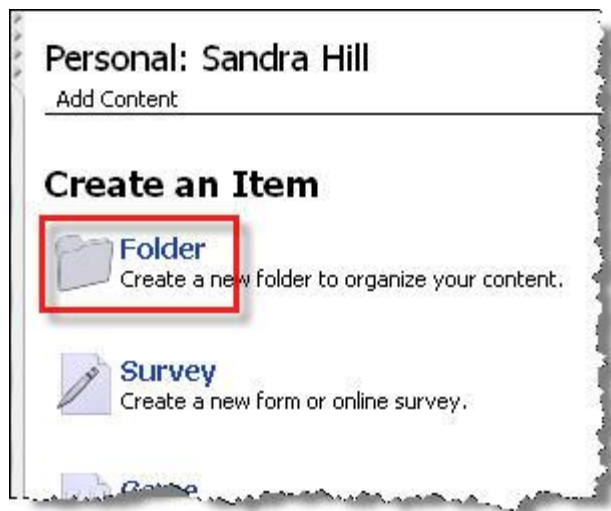 Personal: Sandra Hill
Add Content
Create an Item
Folder
Create a new folder to organize your content.
Survey
Create a new form or online survey.